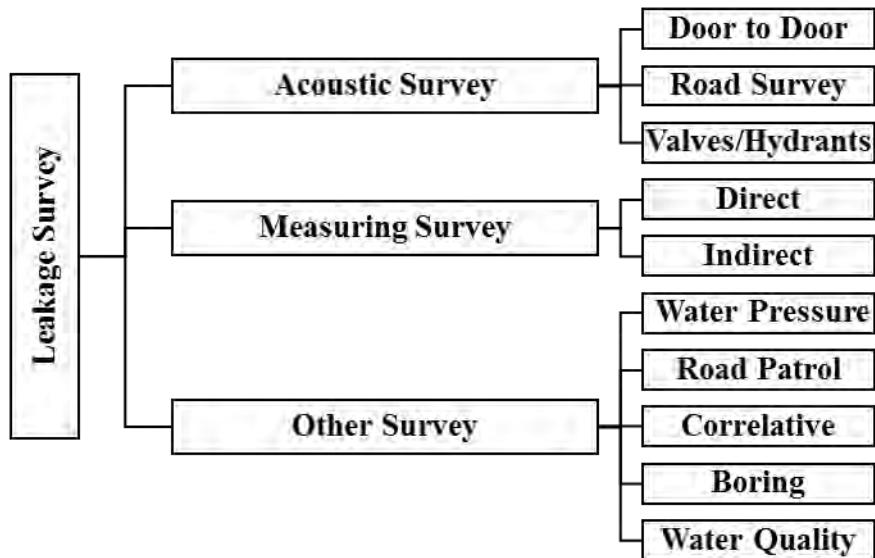 Leakage Survey
Acoustic Survey
Door to Door
Road Survey
Valves/Hydrants
Measuring Survey
Direct
Indirect
Other Survey
Water Pressure
Road Patrol
Correlative
Boring
Water Quality